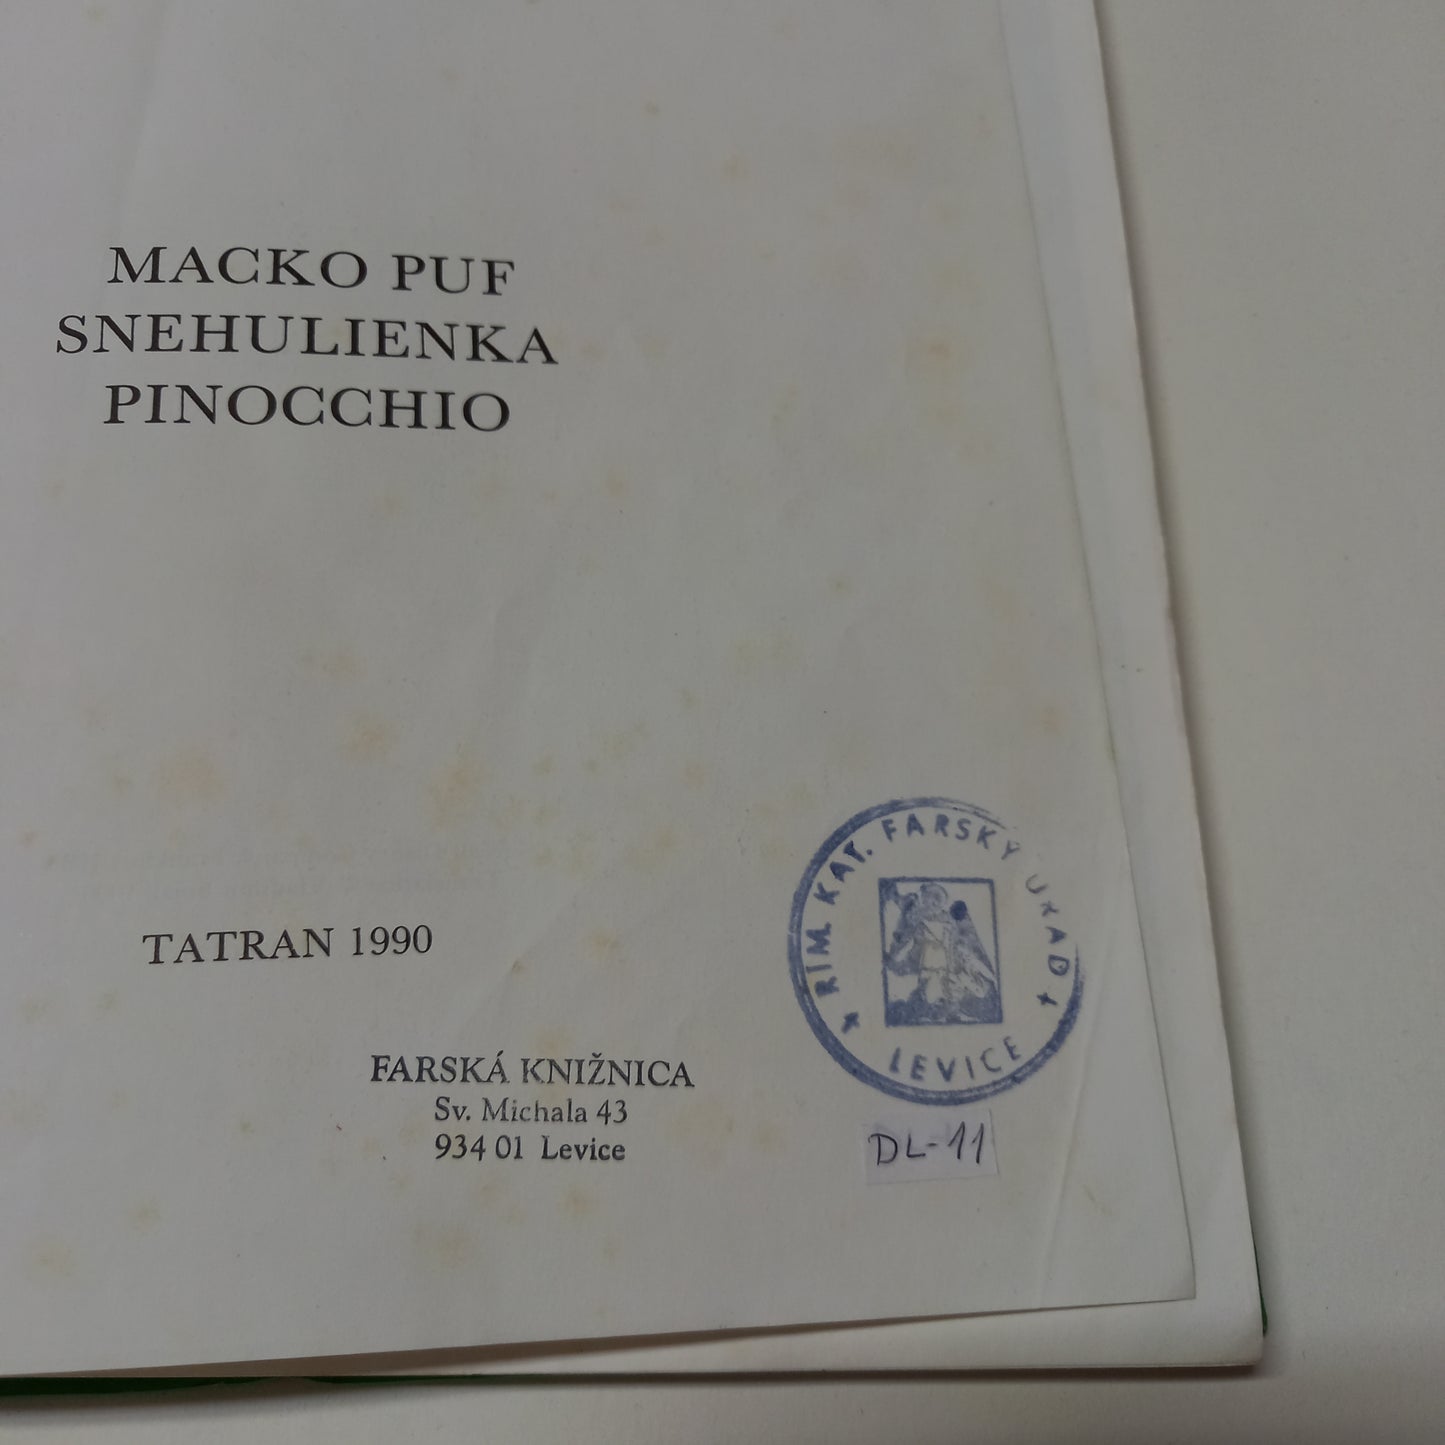 MACKO PUF
SNEHULIENKA
PINOCCHIO
TATRAN 1990
FARSKÁ KNIŽNICA
Sv. Michala 43
934 01 Levice
RÍM. KAT. FARSKÝ ÚRAD
LEVICE
DL-11